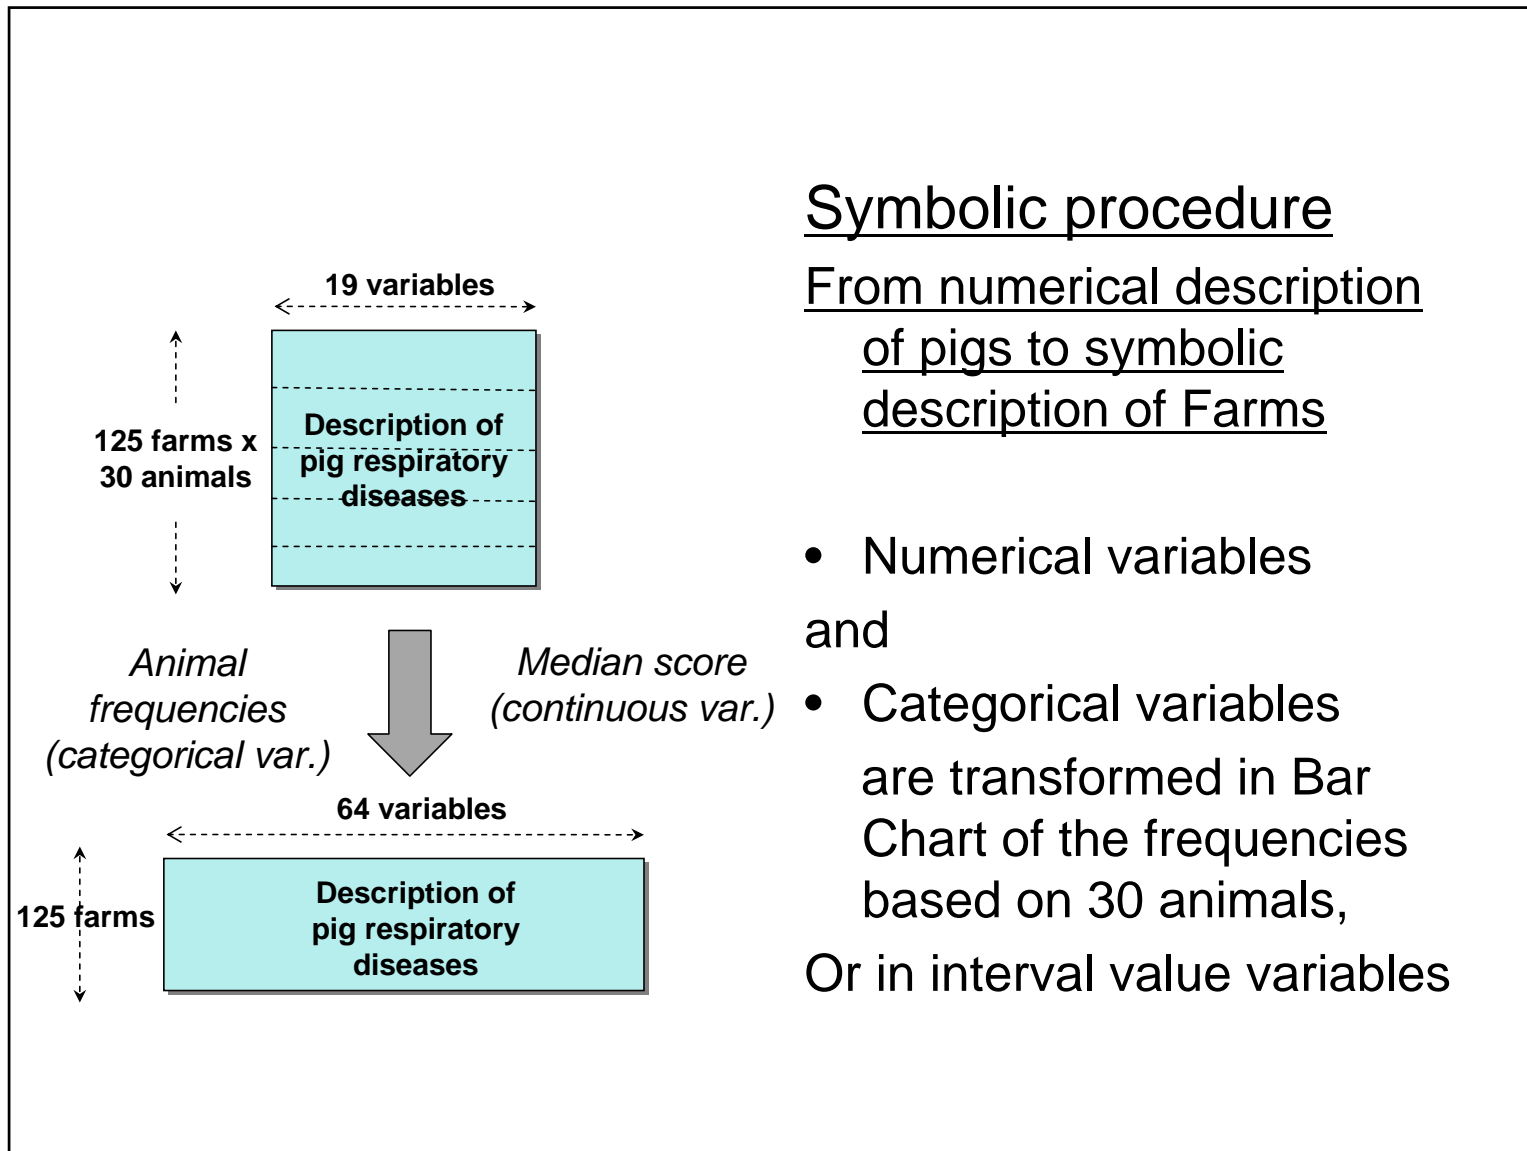 Symbolic procedure
From numerical description
of pigs to symbolic
description of Farms
• Numerical variables
and
• Categorical variables
are transformed in Bar
Chart of the frequencies
based on 30 animals,
Or in interval value variables
19 variables
125 farms x
30 animals
Description of
pig respiratory
diseases
Animal
frequencies
(categorical var.)
Median score
(continuous var.)
64 variables
125 farms
Description of
pig respiratory
diseases